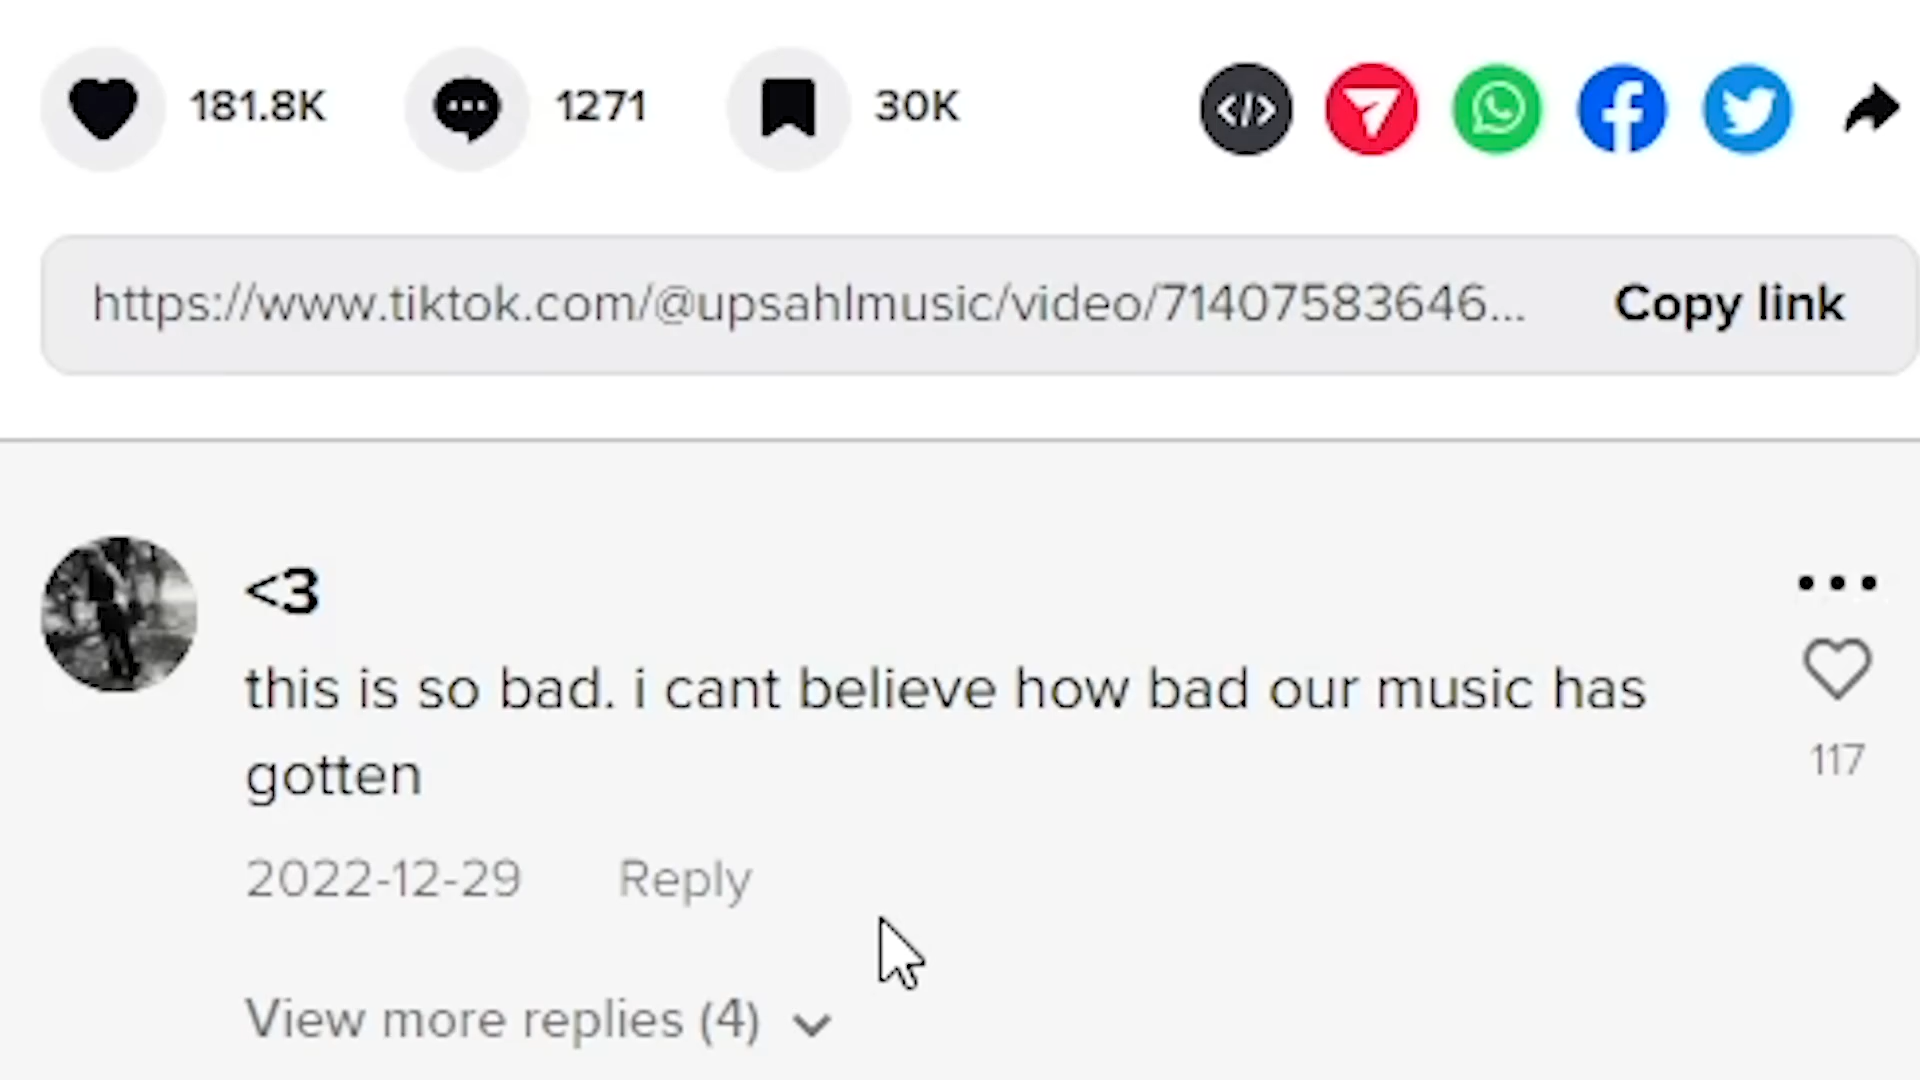 181.8K 1271 30K
https://www.tiktok.com/@upsahlmusic/video/71407583646... Copy link
<3
this is so bad. i cant believe how bad our music has
gotten
117
2022-12-29 Reply
View more replies (4)